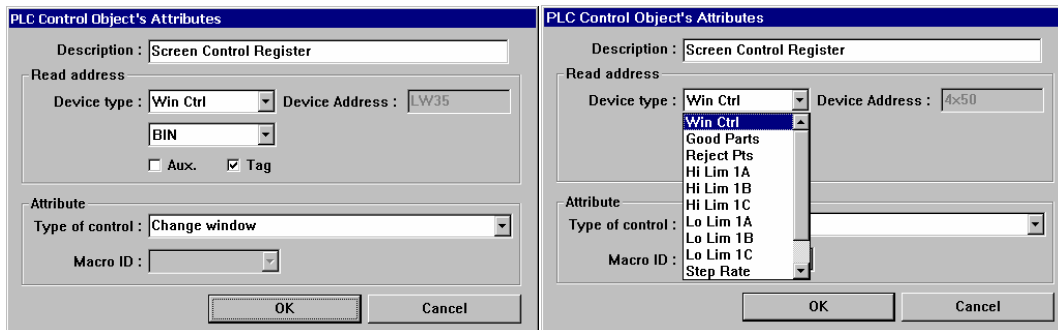 PLC Control Object's Attributes
Description : Screen Control Register
Read address
Device type : Win Ctrl Device Address : LW35
BIN
Aux. Tag
Attribute
Type of control : Change window
Macro ID :
OK Cancel
PLC Control Object's Attributes
Description : Screen Control Register
Read address
Device type : Win Ctrl Device Address : 4x50
Win Ctrl
Good Parts
Reject Pts
Hi Lim 1A
Hi Lim 1B
Hi Lim 1C
Attribute
Type of control : Lo Lim 1A
Lo Lim 1B
Macro ID : Lo Lim 1C
Step Rate
OK Cancel